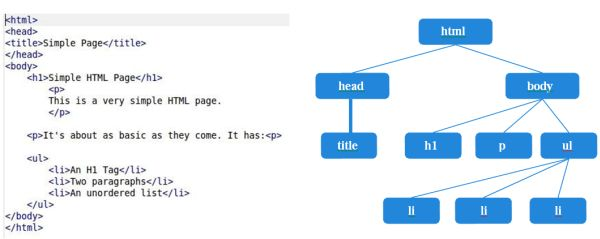 <html>
<head>
<title>Simple Page</title>
</head>
<body>
<h1>Simple HTML Page</h1>
<p>
This is a very simple HTML page.
</p>
<p>It's about as basic as they come. It has:<p>
<ul>
<li>An H1 Tag</li>
<li>Two paragraphs</li>
<li>An unordered list</li>
</ul>
</body>
</html>
html
head body
title h1 p ul
li li li